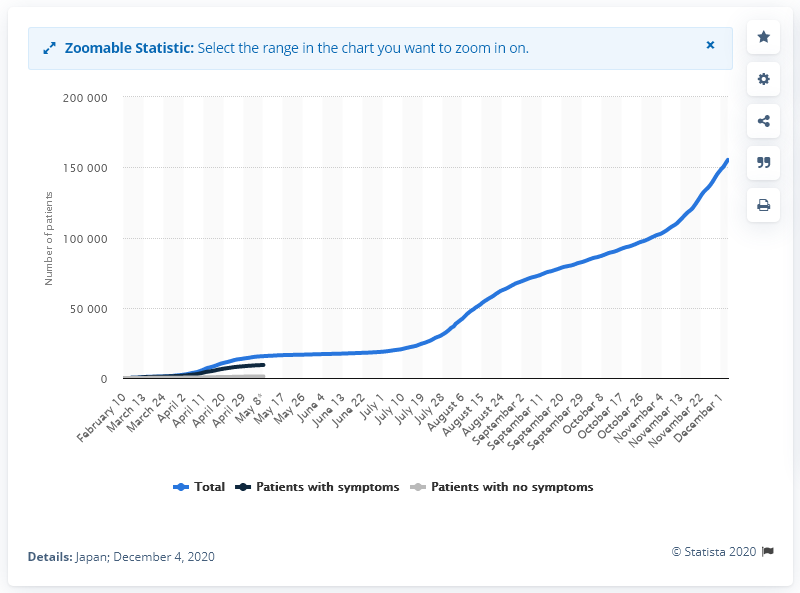 Zoomable Statistic: Select the range in the chart you want to zoom in on.
200 000
150 000
100 000
50 000
0
Number of patients
February 10
March 13
March 24
April 2
April 11
April 20
April 29
May 8*
May 17
May 26
June 4
June 13
June 22
July 1
July 10
July 19
July 28
August 6
August 15
August 24
September 2
September 11
September 20
September 29
October 8
October 17
October 26
November 4
November 13
November 22
December 1
Total
Patients with symptoms
Patients with no symptoms
Details: Japan; December 4, 2020
© Statista 2020